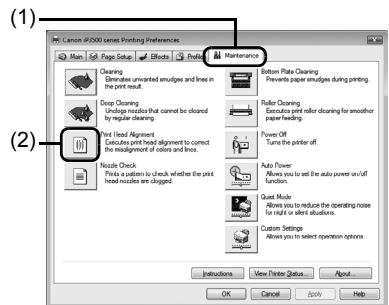 (1)
Canon iP3500 series Printing Preferences
Main
Page Setup
Effects
Profiles
Maintenance
Cleaning
Eliminates unwanted smudges and lines in
the print result.
Bottom Plate Cleaning
Prevents paper smudges during printing.
Deep Cleaning
Unclogs nozzles that cannot be cleared
by regular cleaning.
Roller Cleaning
Executes print roller cleaning for smoother
paper feeding.
(2)
Print Head Alignment
Executes print head alignment to correct
the misalignment of colors and lines.
Power Off
Turns the printer off.
Nozzle Check
Prints a pattern to check whether the print
head nozzles are clogged.
Auto Power
Allows you to set the auto power on/off
function.
Quiet Mode
Allows you to reduce the operating noise
for night or silent situations.
Custom Settings
Allows you to select operation options.
Instructions
View Printer Status...
About...
OK
Cancel
Apply
Help